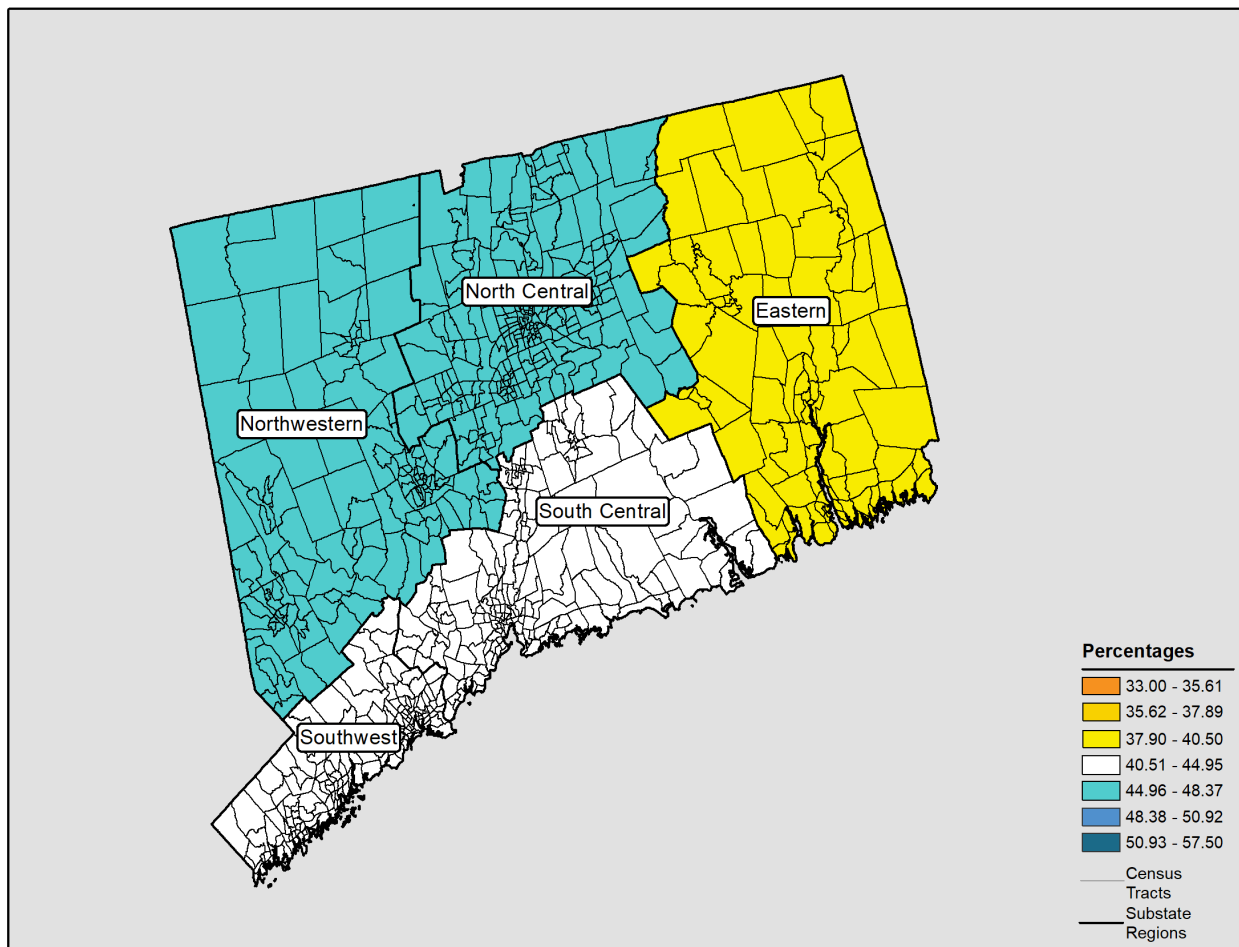 North Central
Eastern
Northwestern
South Central
Southwest
Percentages
33.00 - 35.61
35.62 - 37.89
37.90 - 40.50
40.51 - 44.95
44.96 - 48.37
48.38 - 50.92
50.93 - 57.50
Census
Tracts
Substate
Regions